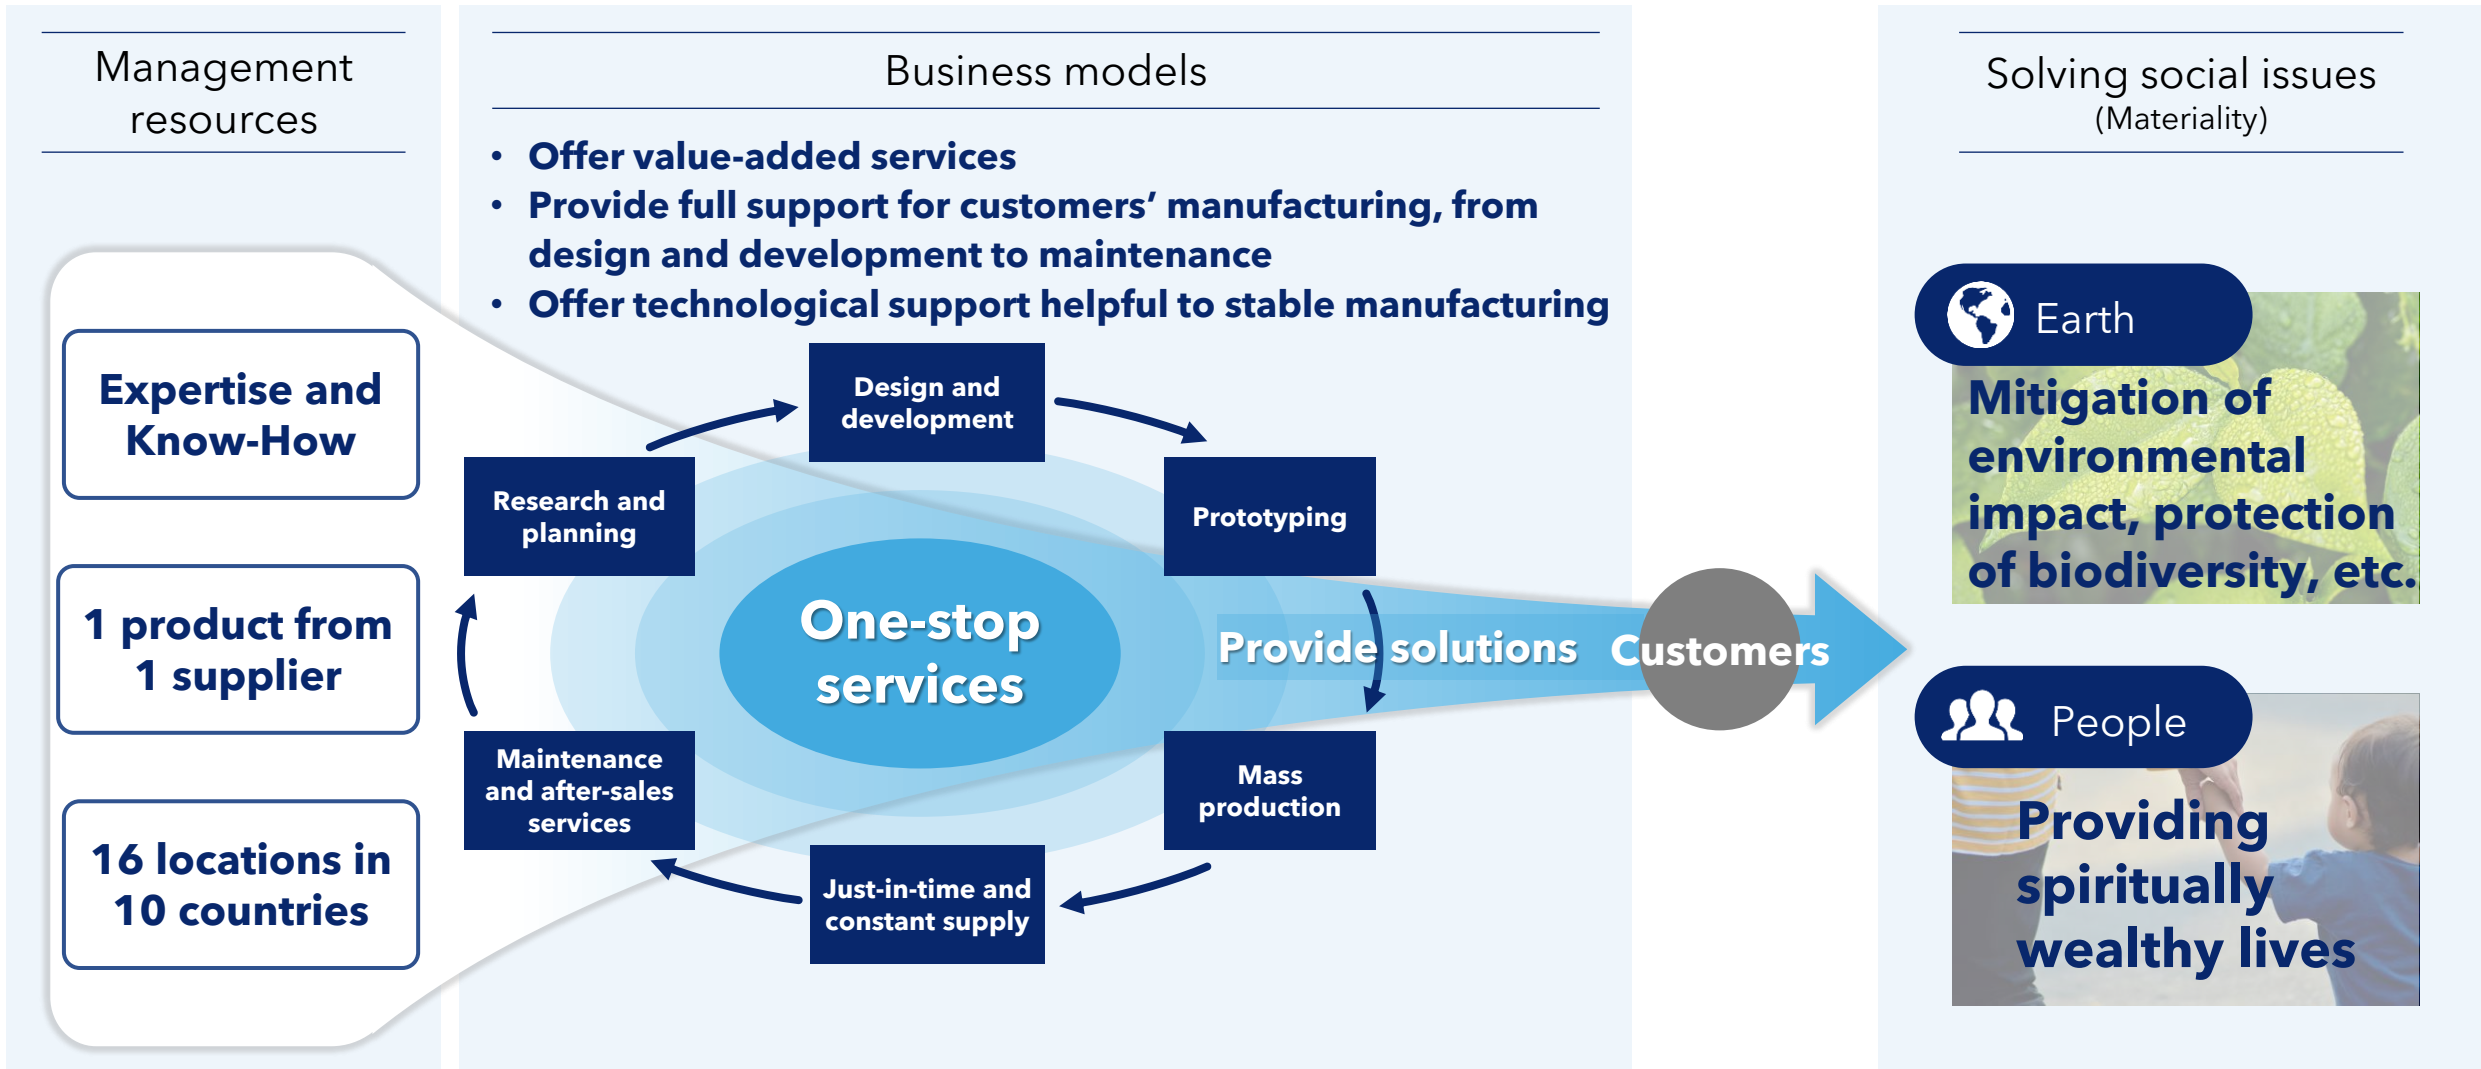 Management
resources
Expertise and
Know-How
1 product from
1 supplier
16 locations in
10 countries
Business models
• Offer value-added services
• Provide full support for customers’ manufacturing, from
design and development to maintenance
• Offer technological support helpful to stable manufacturing
Design and
development
Research and
planning
Prototyping
One-stop
services
Provide solutions
Customers
Maintenance
and after-sales
services
Mass
production
Just-in-time and
constant supply
Solving social issues
(Materiality)
Earth
Mitigation of
environmental
impact, protection
of biodiversity, etc.
People
Providing
spiritually
wealthy lives